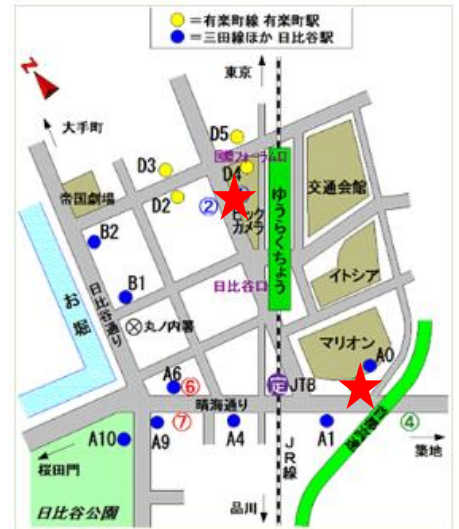 =有楽町線 有楽町駅
=三田線ほか 日比谷駅
Z
東京
大手町
D5
国際フォーラム口
D3
D4
帝国劇場
D2
②
ビック
カメラ
ゆうらくちょう
交通会館
B2
お堀
日比谷通り
B1
日比谷口
イトシア
丸ノ内署
マリオン
A6
⑥
定
JTB
A0
晴海通り
⑦
A10
A9
A4
JR線
A1
④
築地
桜田門
日比谷公園
品川